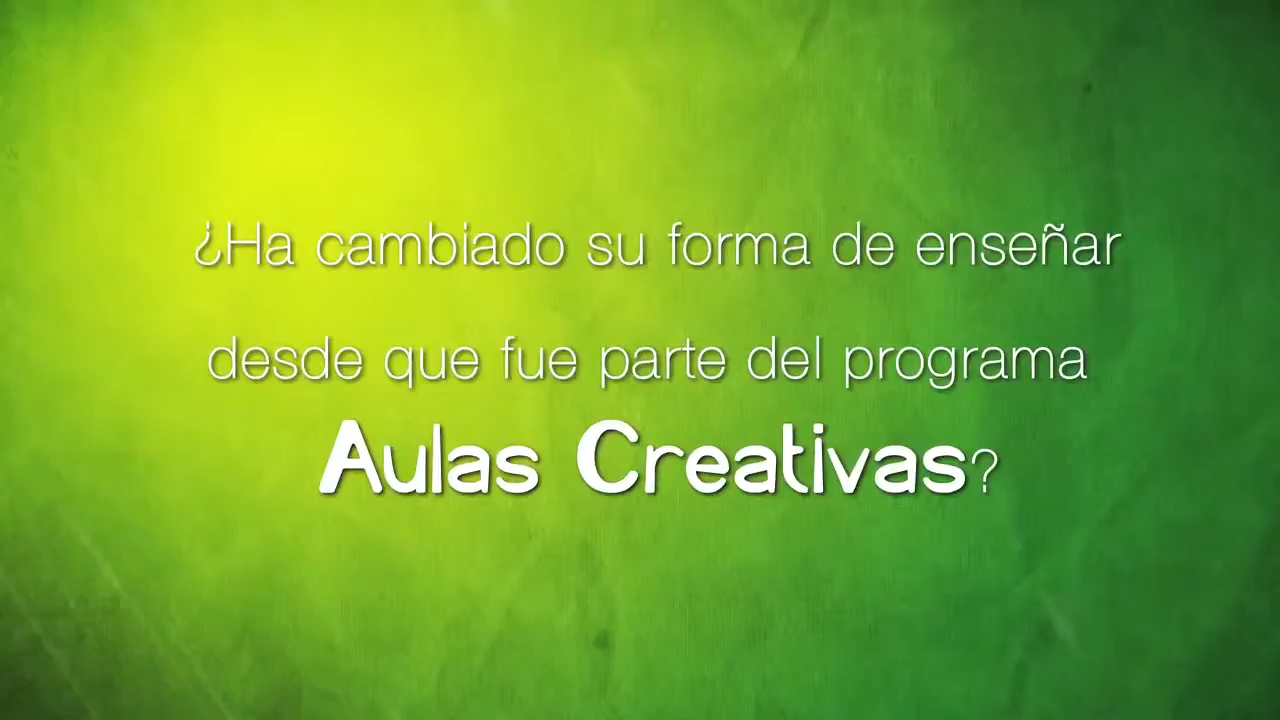 ¿Ha cambiado su forma de enseñar
desde que fue parte del programa
Aulas Creativas?